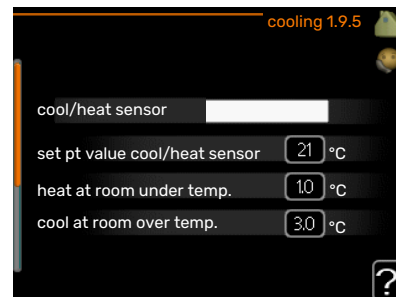 cooling 1.9.5
cool/heat sensor
set pt value cool/heat sensor 21 °C
heat at room under temp. 1.0 °C
cool at room over temp. 3.0 °C
?